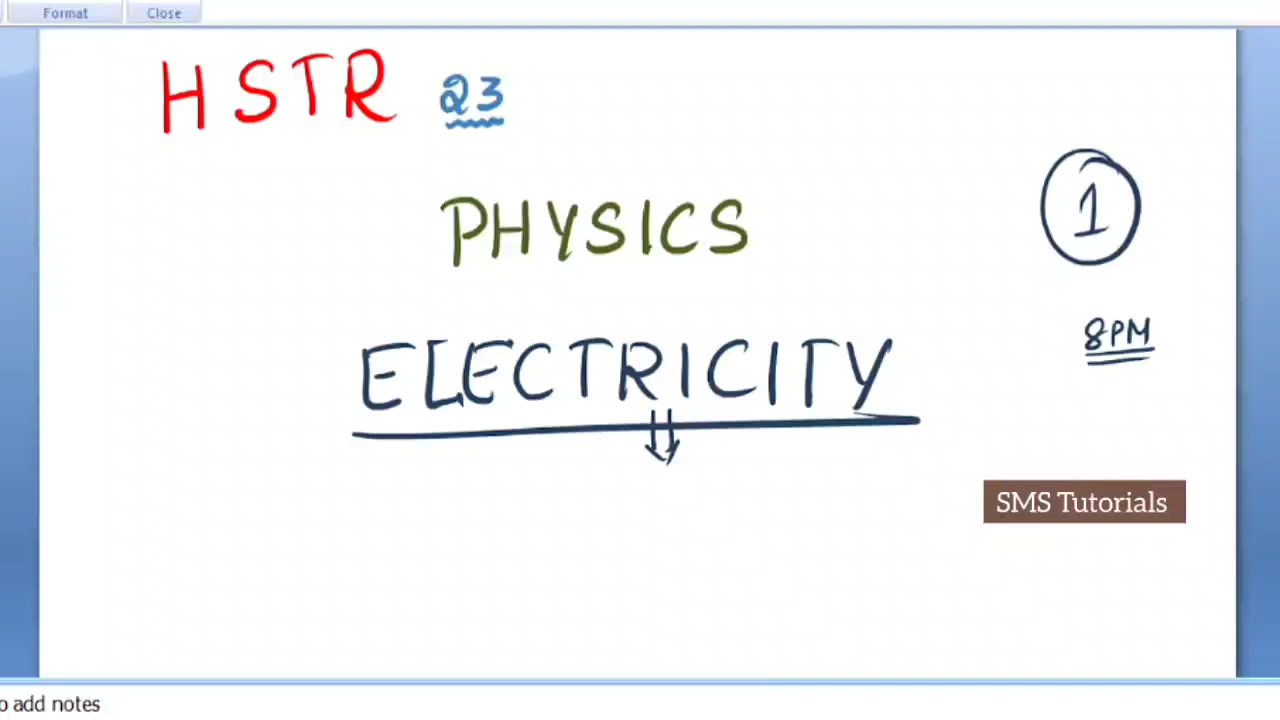 Format Close
HSTR 23
PHYSICS
1
8PM
ELECTRICITY
SMS Tutorials
o add notes